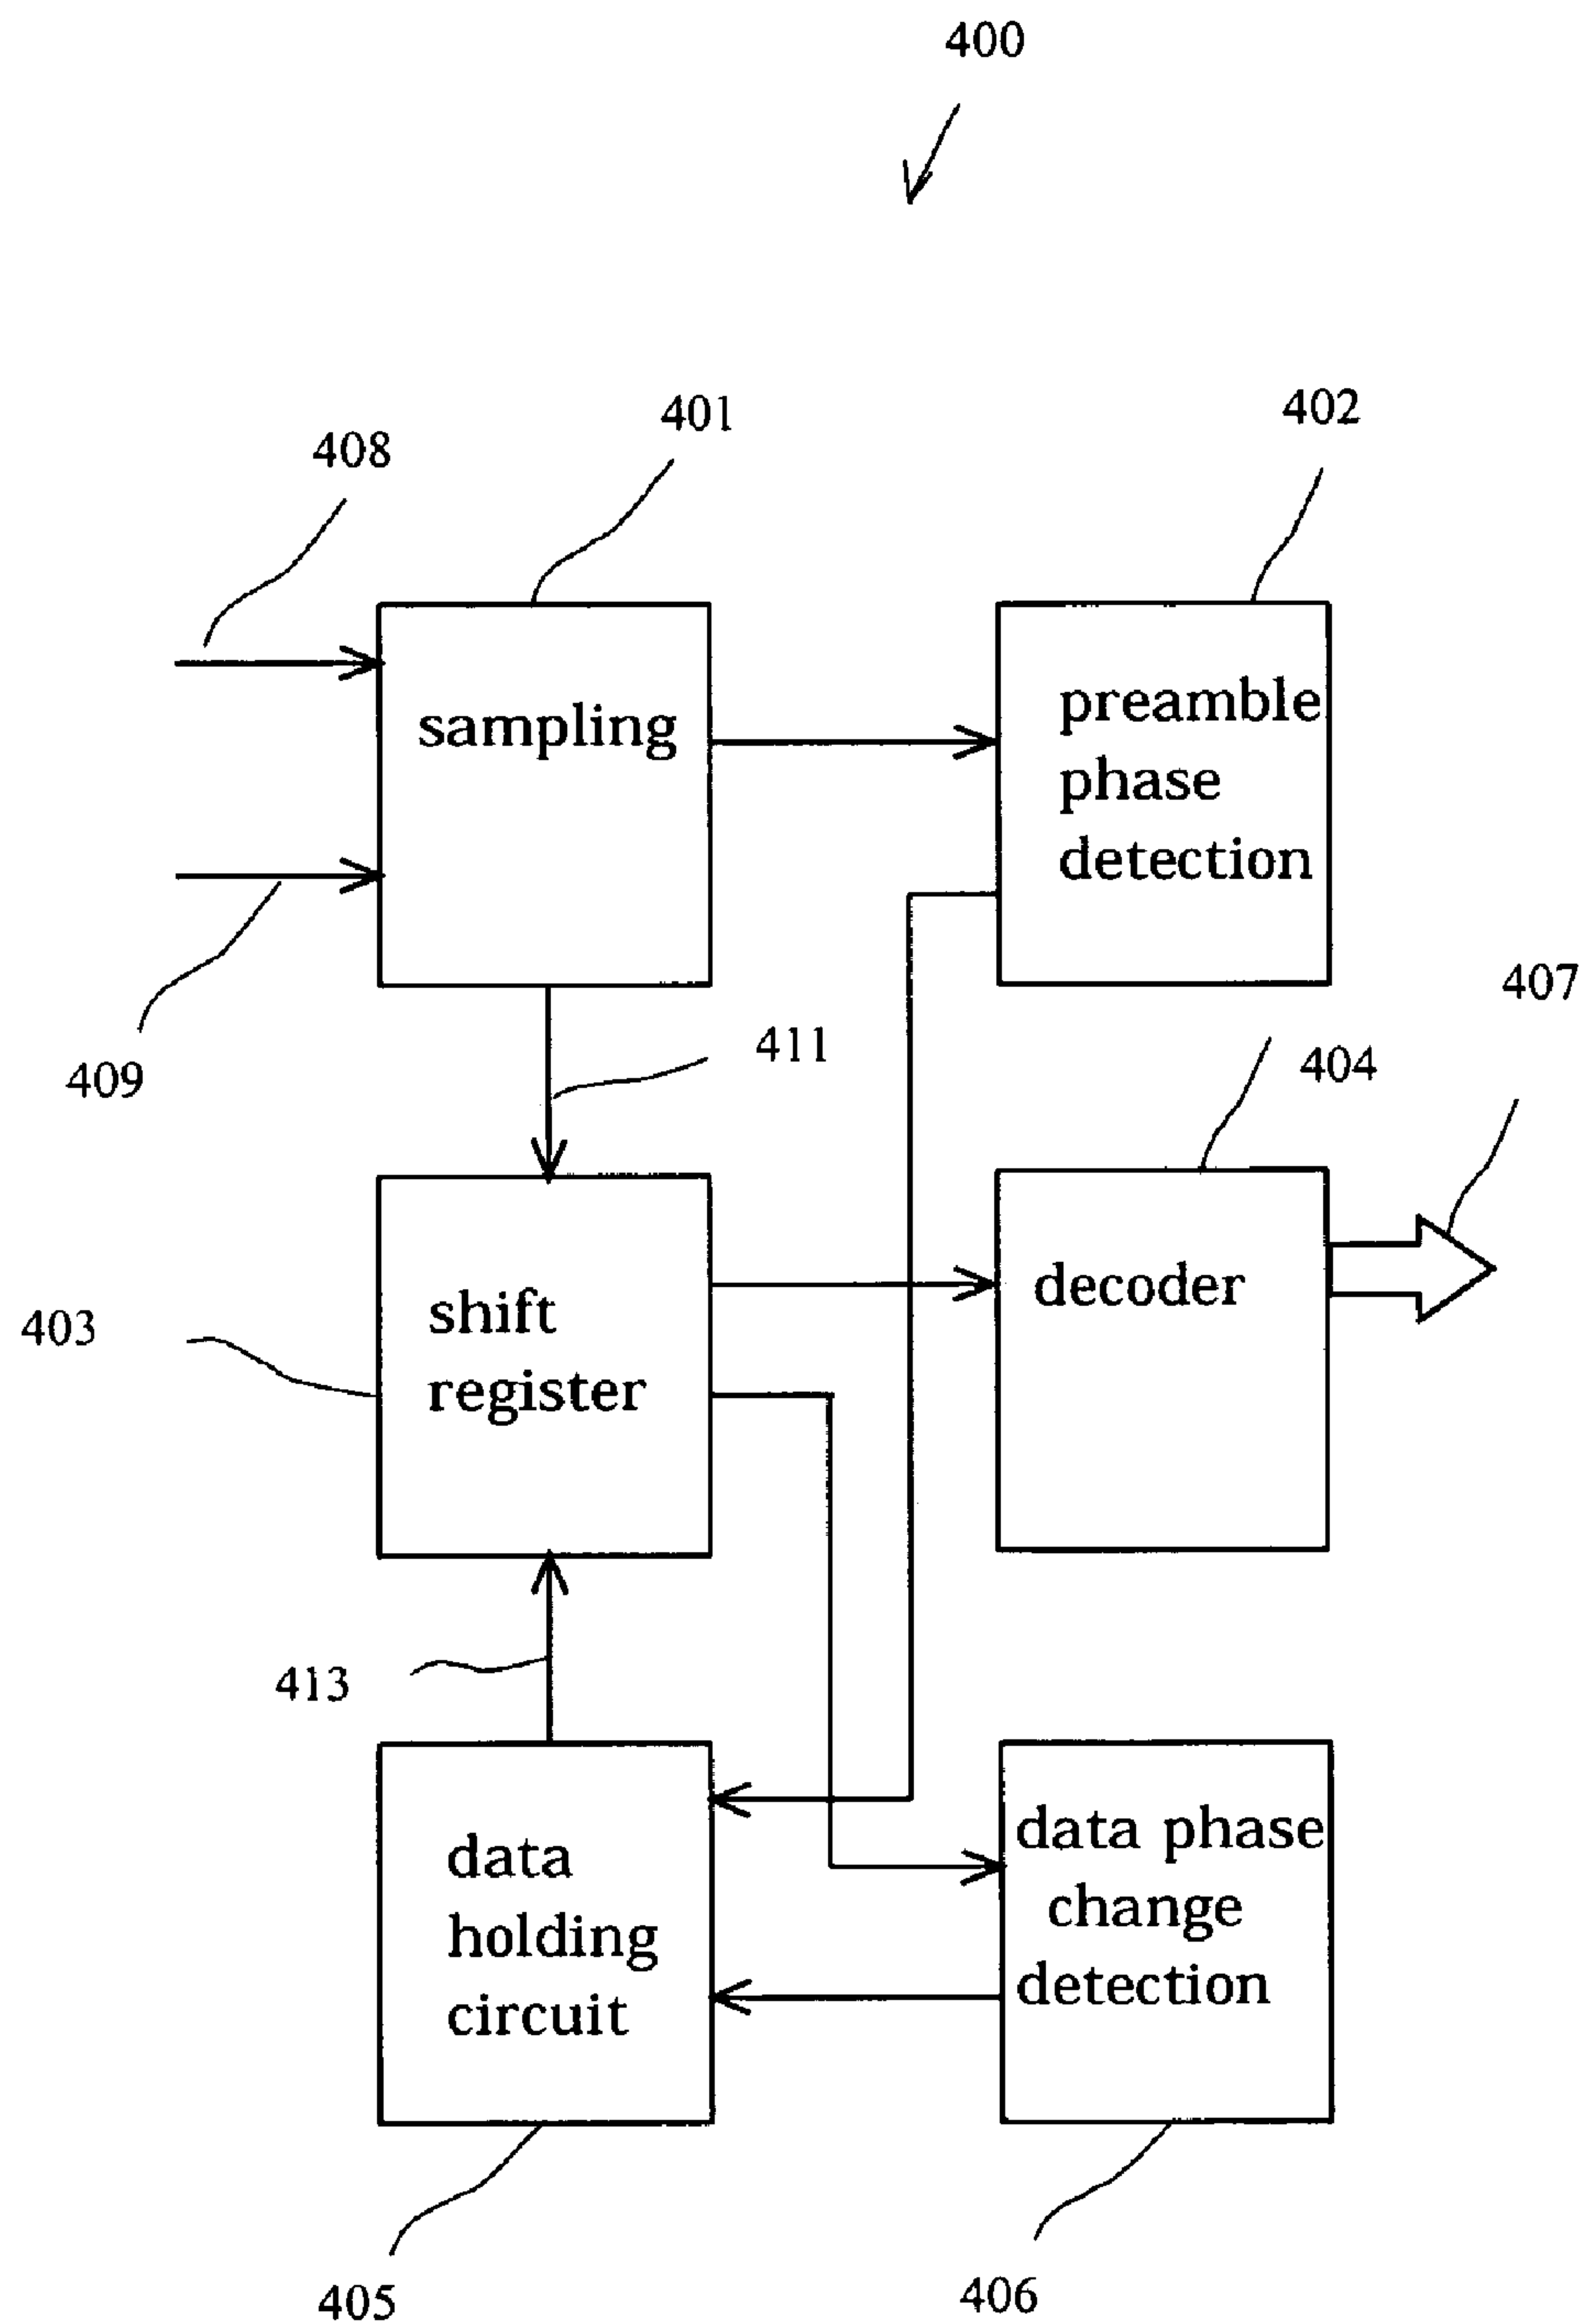 400
401
402
408
sampling
preamble
phase
detection
407
411
404
409
shift
register
decoder
403
413
data
holding
circuit
data phase
change
detection
405
406